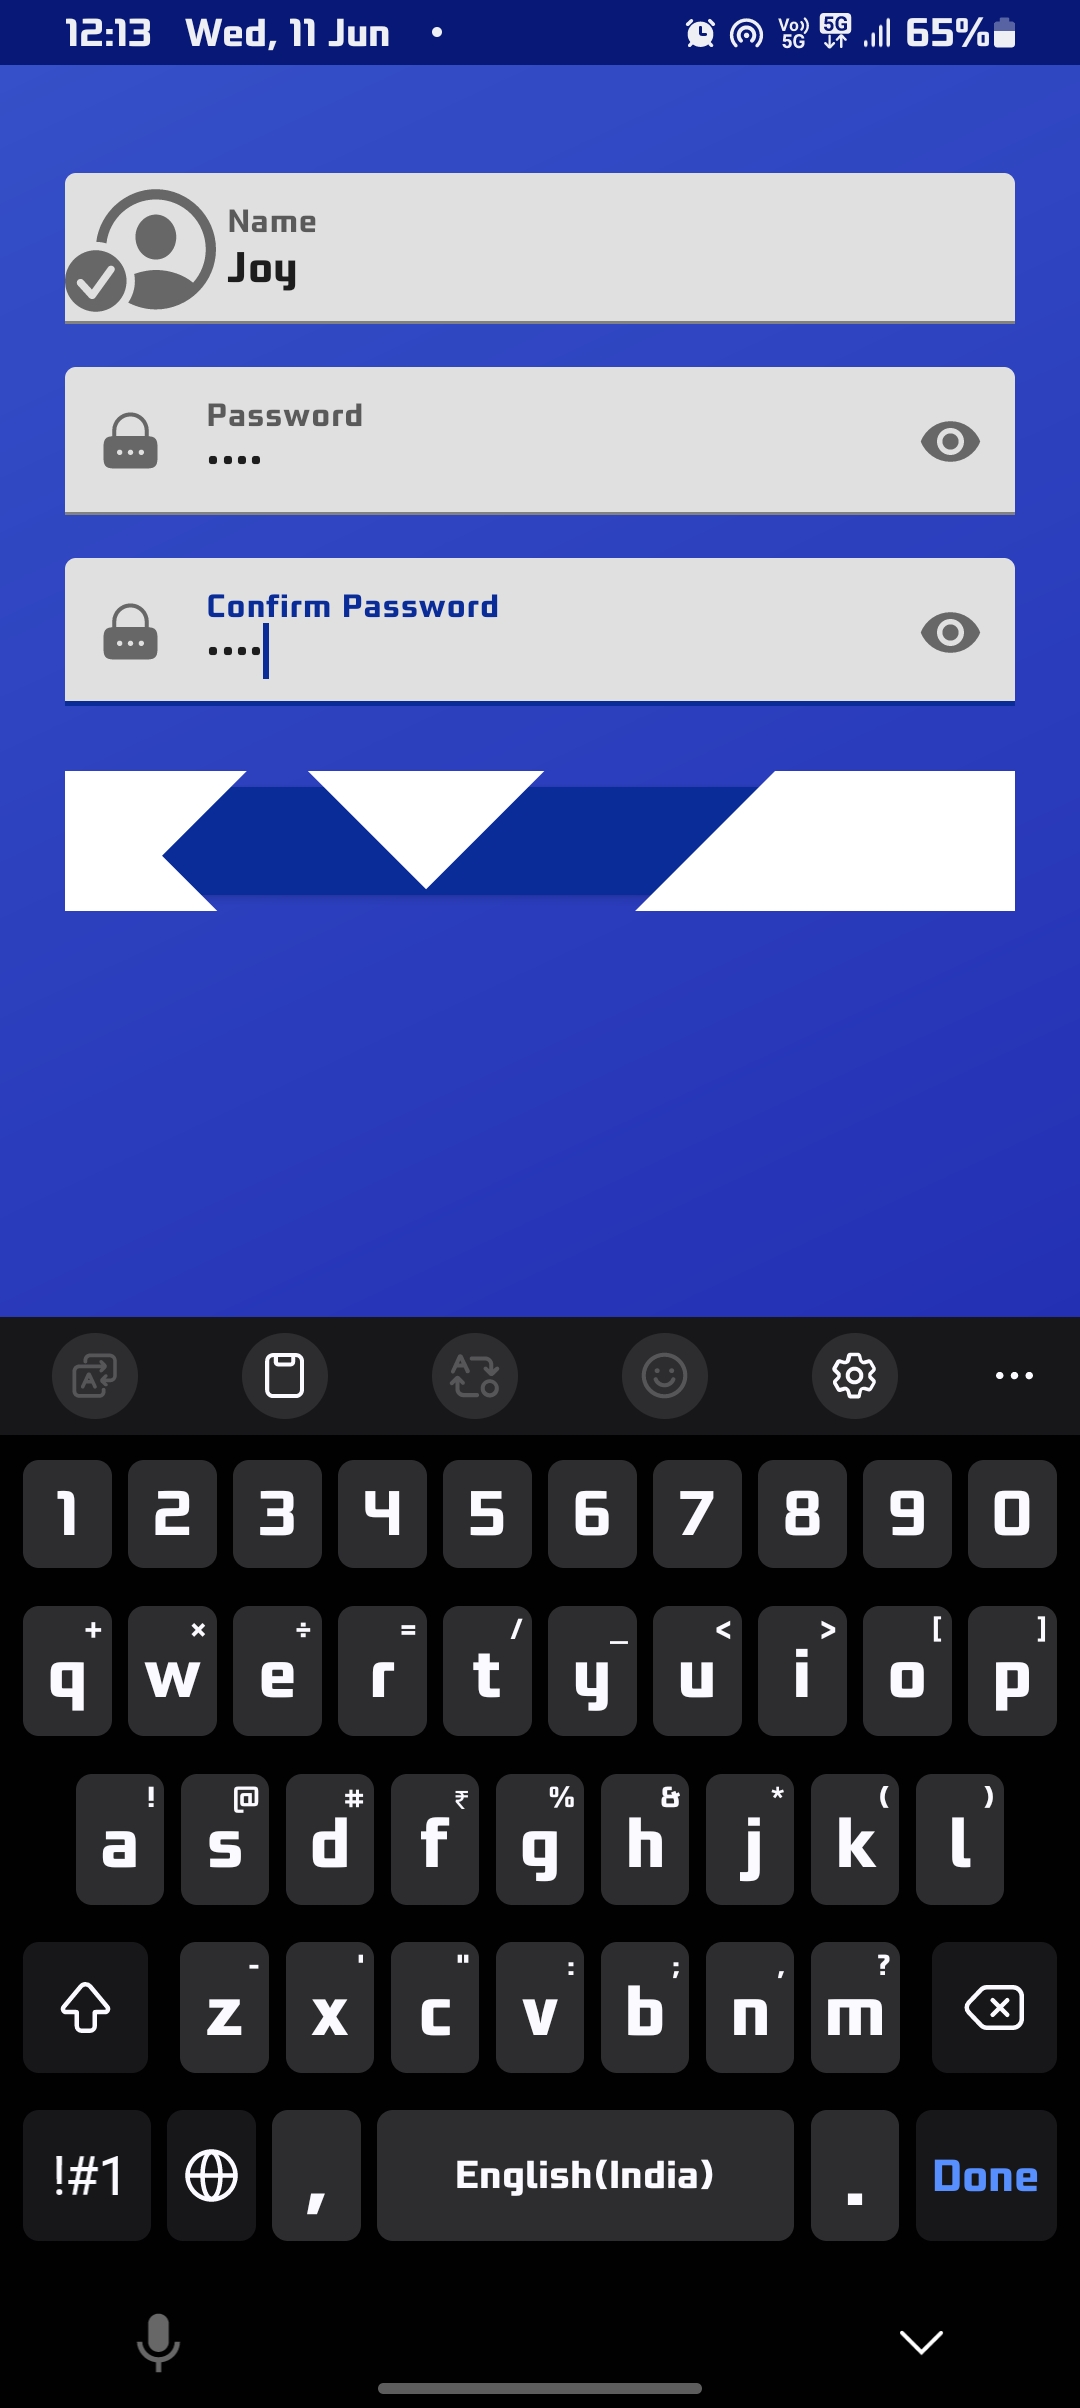 12:13 Wed, 11 Jun • Vo)) 5G 5G 65%
Name
Joy
Password
••••
Confirm Password
••••
1 2 3 4 5 6 7 8 9 0
+ × ÷ = / _ < > [ ]
q w e r t y u i o p
! @ # ₹ % & * ( )
a s d f g h j k l
- ' " : ; , ?
z x c v b n m
!#1 , English(India) . Done